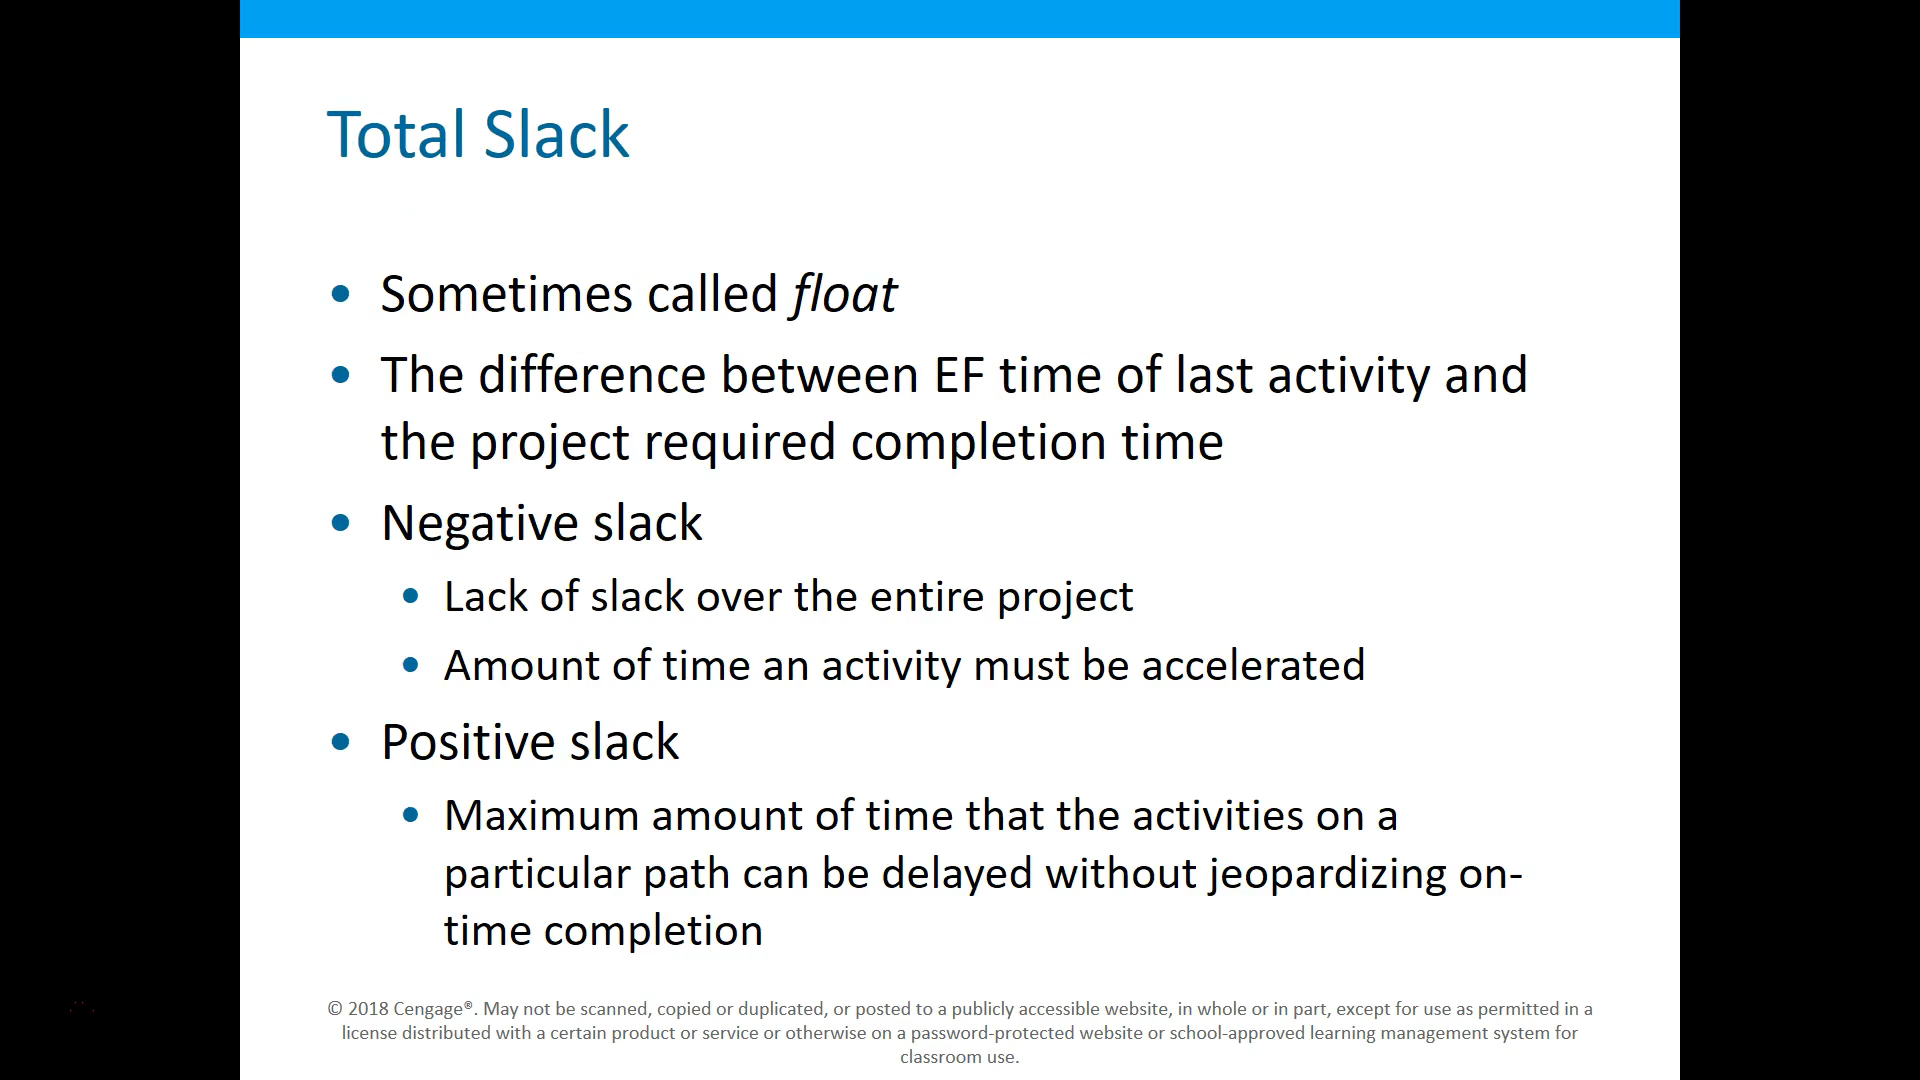 Total Slack
• Sometimes called float
• The difference between EF time of last activity and
the project required completion time
• Negative slack
• Lack of slack over the entire project
• Amount of time an activity must be accelerated
• Positive slack
• Maximum amount of time that the activities on a
particular path can be delayed without jeopardizing on-
time completion
© 2018 Cengage®. May not be scanned, copied or duplicated, or posted to a publicly accessible website, in whole or in part, except for use as permitted in a
license distributed with a certain product or service or otherwise on a password-protected website or school-approved learning management system for
classroom use.